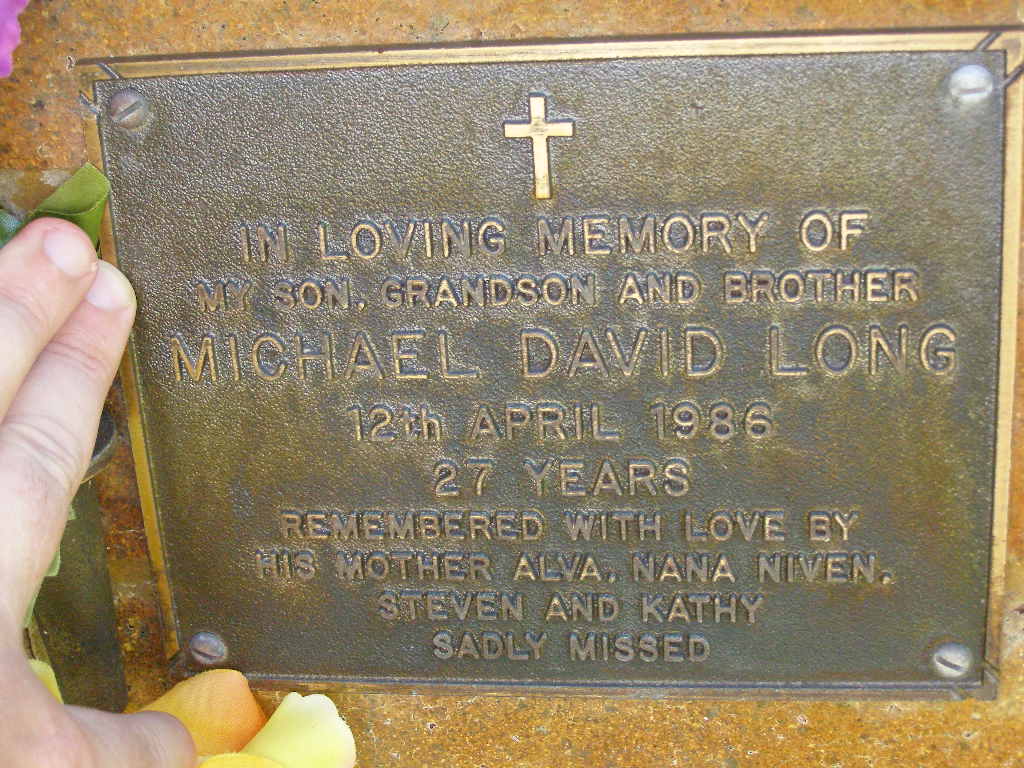 IN LOVING MEMORY OF
MY SON, GRANDSON AND BROTHER
MICHAEL DAVID LONG
12th APRIL 1986
27 YEARS
REMEMBERED WITH LOVE BY
HIS MOTHER ALVA, NANA NIVEN,
STEVEN AND KATHY
SADLY MISSED